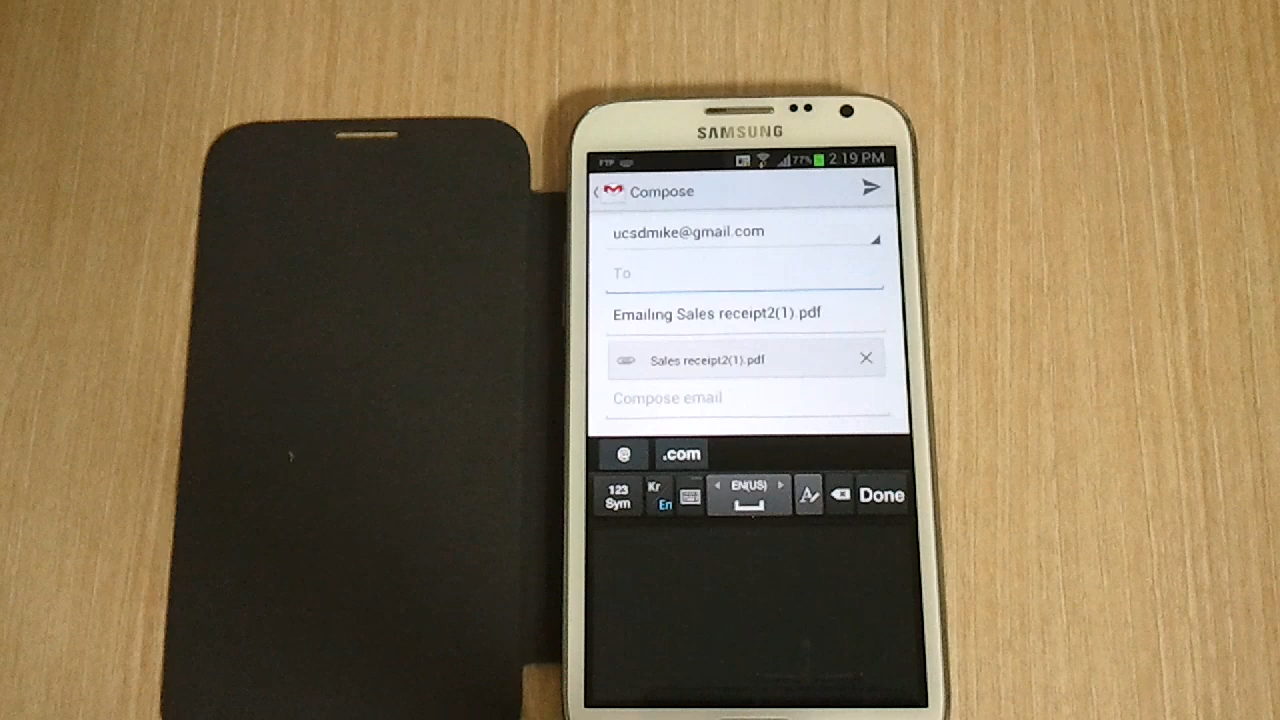 SAMSUNG
FTP 77% 2:19 PM
Compose
ucsdmike@gmail.com
To
Emailing Sales receipt2(1).pdf
Sales receipt2(1).pdf
Compose email
@ .com
123 Kr EN(US)
Sym En Done